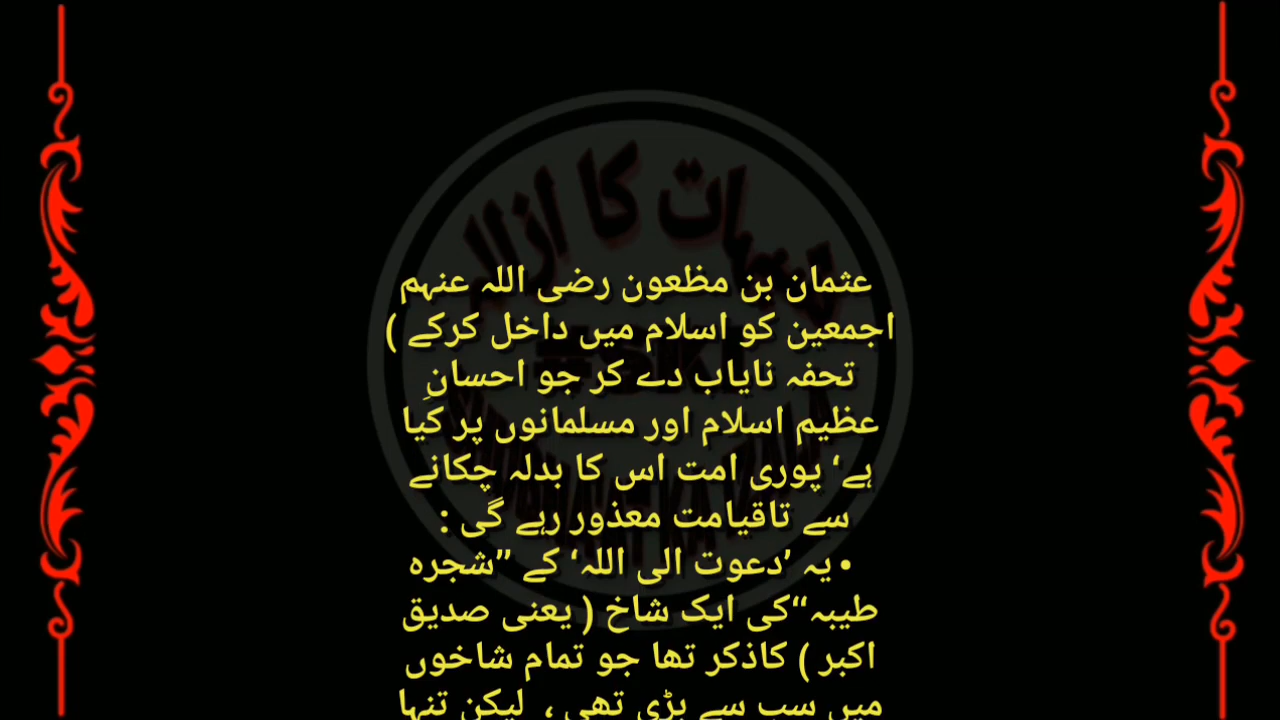 عثمان بن مظعون رضی اللہ عنہم
اجمعین کو اسلام میں داخل کرکے )
تحفہ نایاب دے کر جو احسانِ
عظیم اسلام اور مسلمانوں پر کیا
ہے‘ پوری امت اس کا بدلہ چکانے
سے تاقیامت معذور رہے گی :
• یہ ’دعوت الی اللہ‘ کے ”شجرہ
طیبہ“کی ایک شاخ ( یعنی صدیق
اکبر ) کاذکر تھا جو تمام شاخوں
میں سب سے بڑی تھی ، لیکن تنہا
کا ازالہ